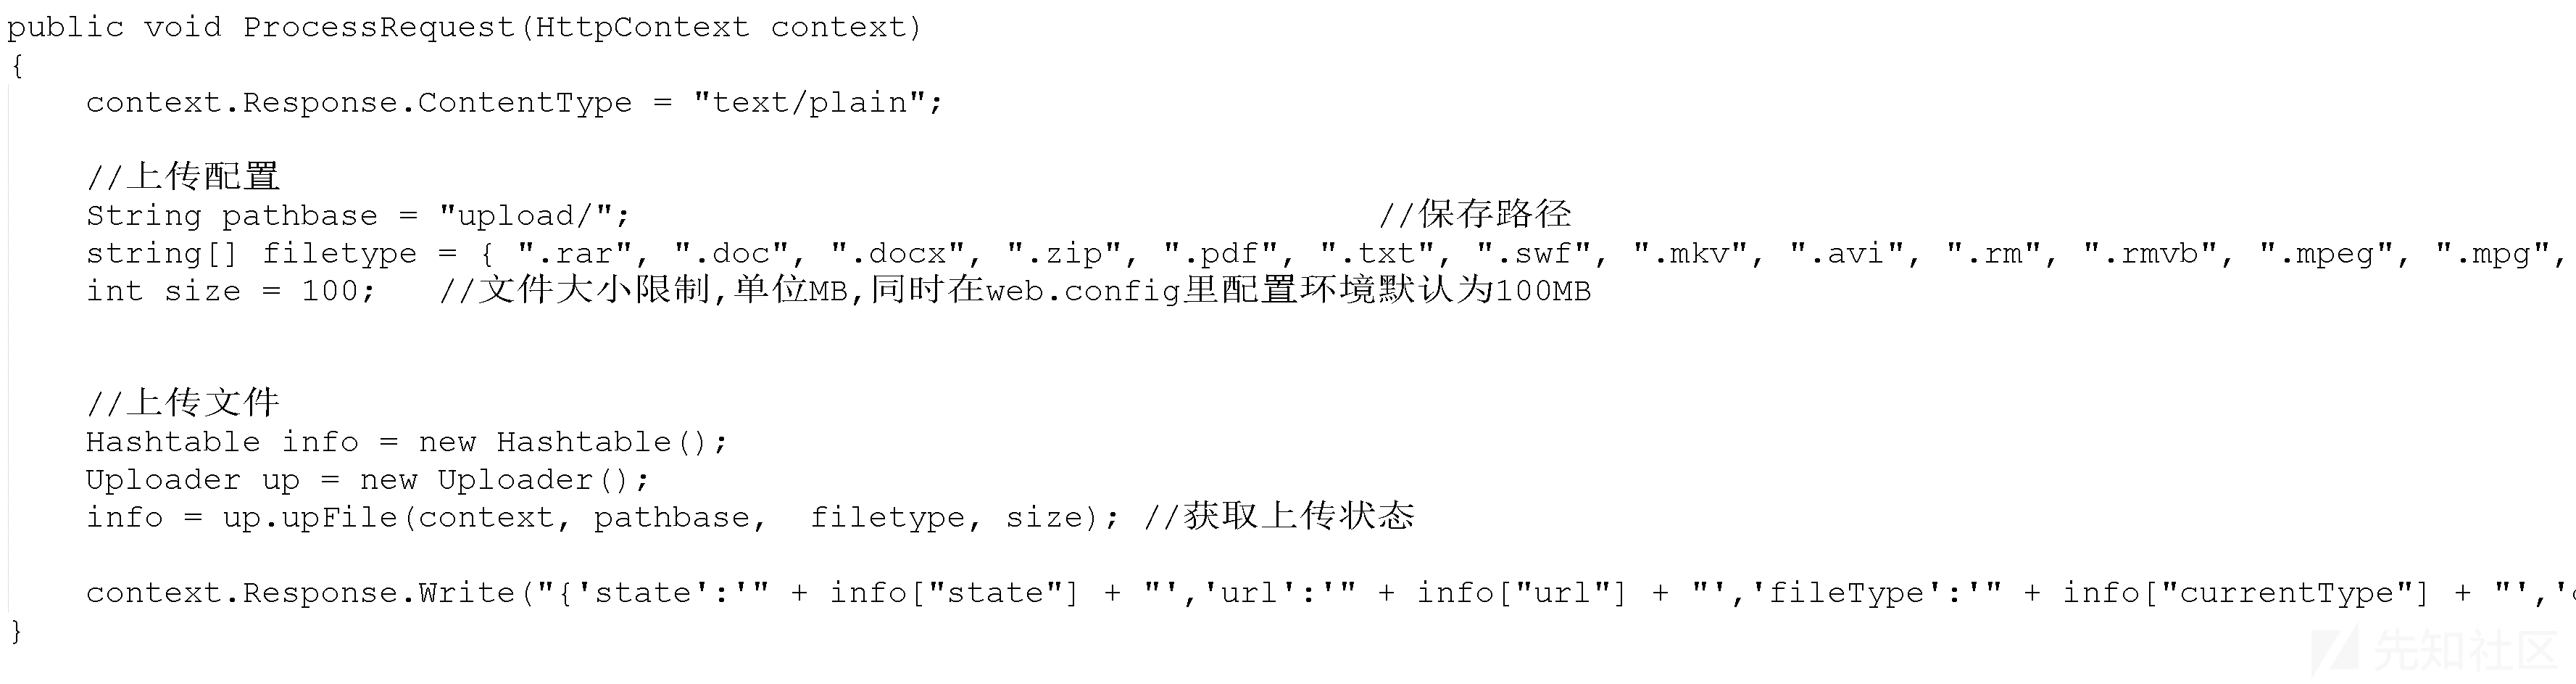 public void ProcessRequest(HttpContext context)
{
    context.Response.ContentType = "text/plain";
    //上传配置
    String pathbase = "upload/"; //保存路径
    string[] filetype = { ".rar", ".doc", ".docx", ".zip", ".pdf", ".txt", ".swf", ".mkv", ".avi", ".rm", ".rmvb", ".mpeg", ".mpg",
    int size = 100; //文件大小限制,单位MB,同时在web.config里配置环境默认为100MB
    //上传文件
    Hashtable info = new Hashtable();
    Uploader up = new Uploader();
    info = up.upFile(context, pathbase,  filetype, size); //获取上传状态
    context.Response.Write("{'state':'" + info["state"] + "','url':'" + info["url"] + "','fileType':'" + info["currentType"] + "','
}
先知社区